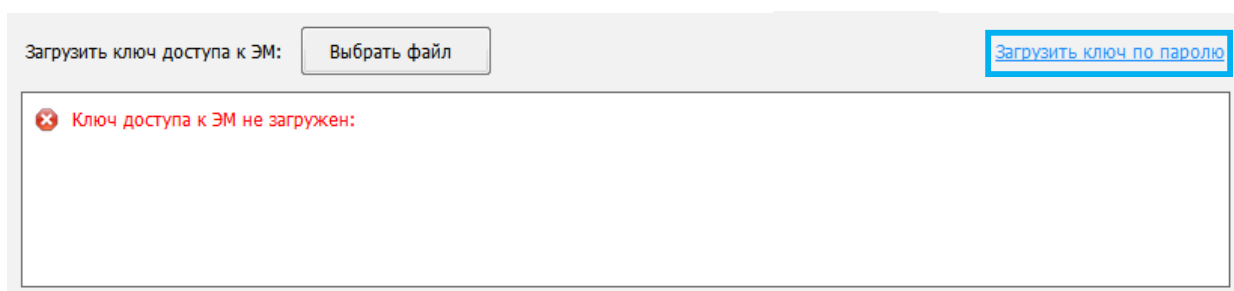 Загрузить ключ доступа к ЭМ: Выбрать файл Загрузить ключ по паролю
Ключ доступа к ЭМ не загружен: